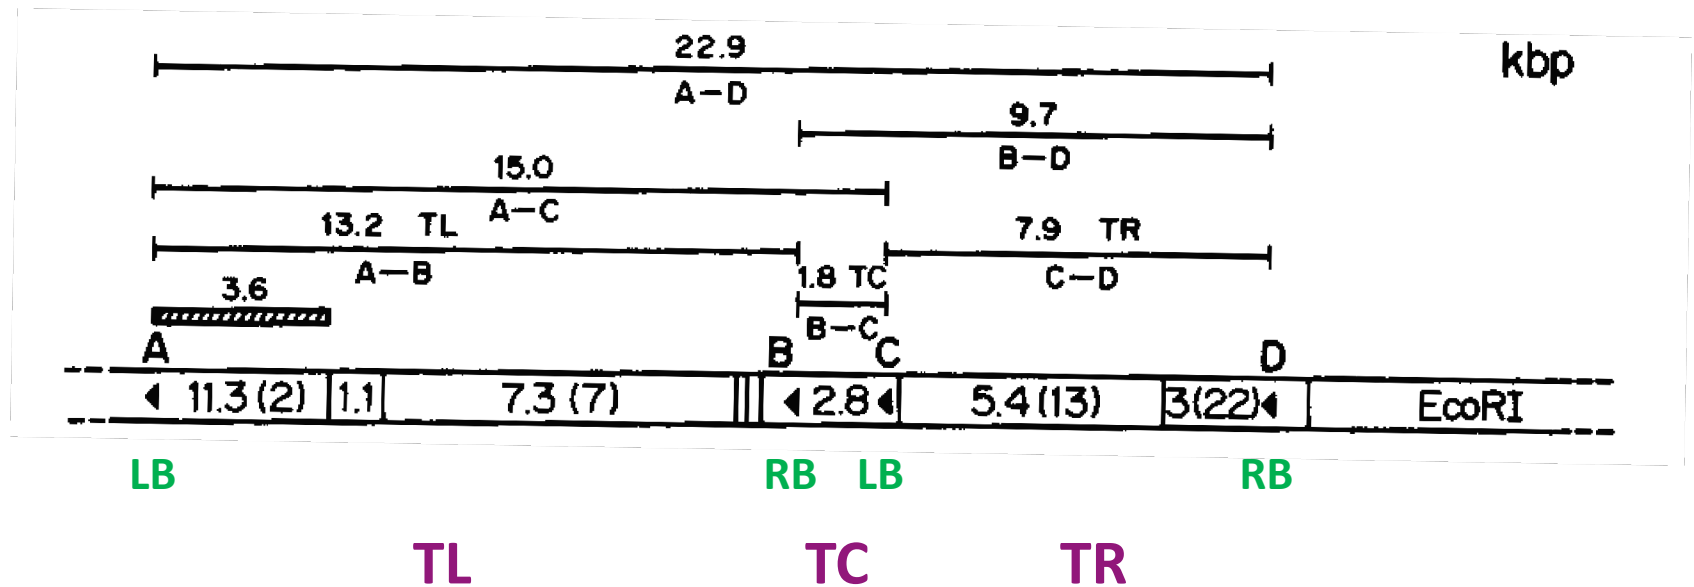 22.9
kbp
A–D
9.7
B–D
15.0
A–C
13.2 TL
7.9 TR
A–B
C–D
1.8 TC
3.6
B–C
A B C D
11.3 (2) 1.1 7.3 (7) 2.8 5.4 (13) 3(22) EcoRI
LB RB LB RB
TL TC TR